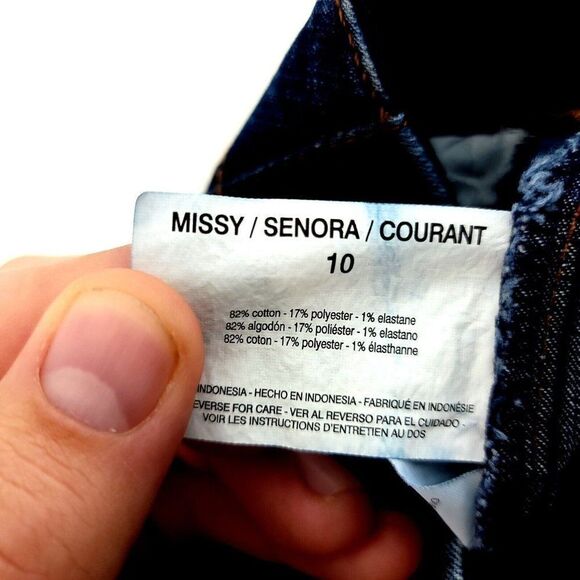 MISSY / SENORA / COURANT
10
82% cotton - 17% polyester - 1% elastane
82% algodón - 17% poliéster - 1% elastano
82% coton - 17% polyester - 1% élasthanne
INDONESIA - HECHO EN INDONESIA - FABRIQUÉ EN INDONÉSIE
EVERSE FOR CARE - VER AL REVERSO PARA EL CUIDADO -
VOIR LES INSTRUCTIONS D'ENTRETIEN AU DOS